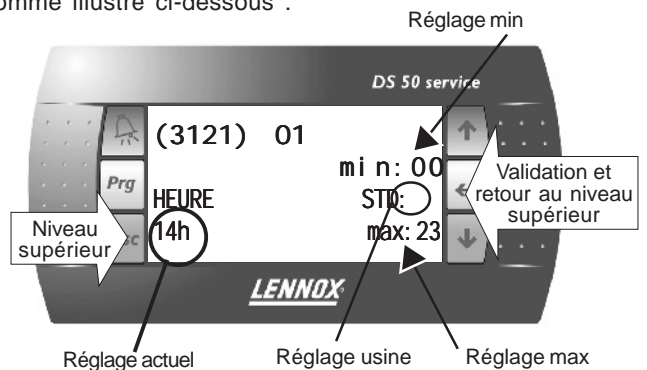 omme illustré ci-dessous :
Réglage min
DS 50 service
(3121) 01
min:00
Prg
HEURE
STD:
14h
max:23
Validation et
retour au niveau
supérieur
Niveau
supérieur
sc
LENNOX
Réglage actuel
Réglage usine
Réglage max